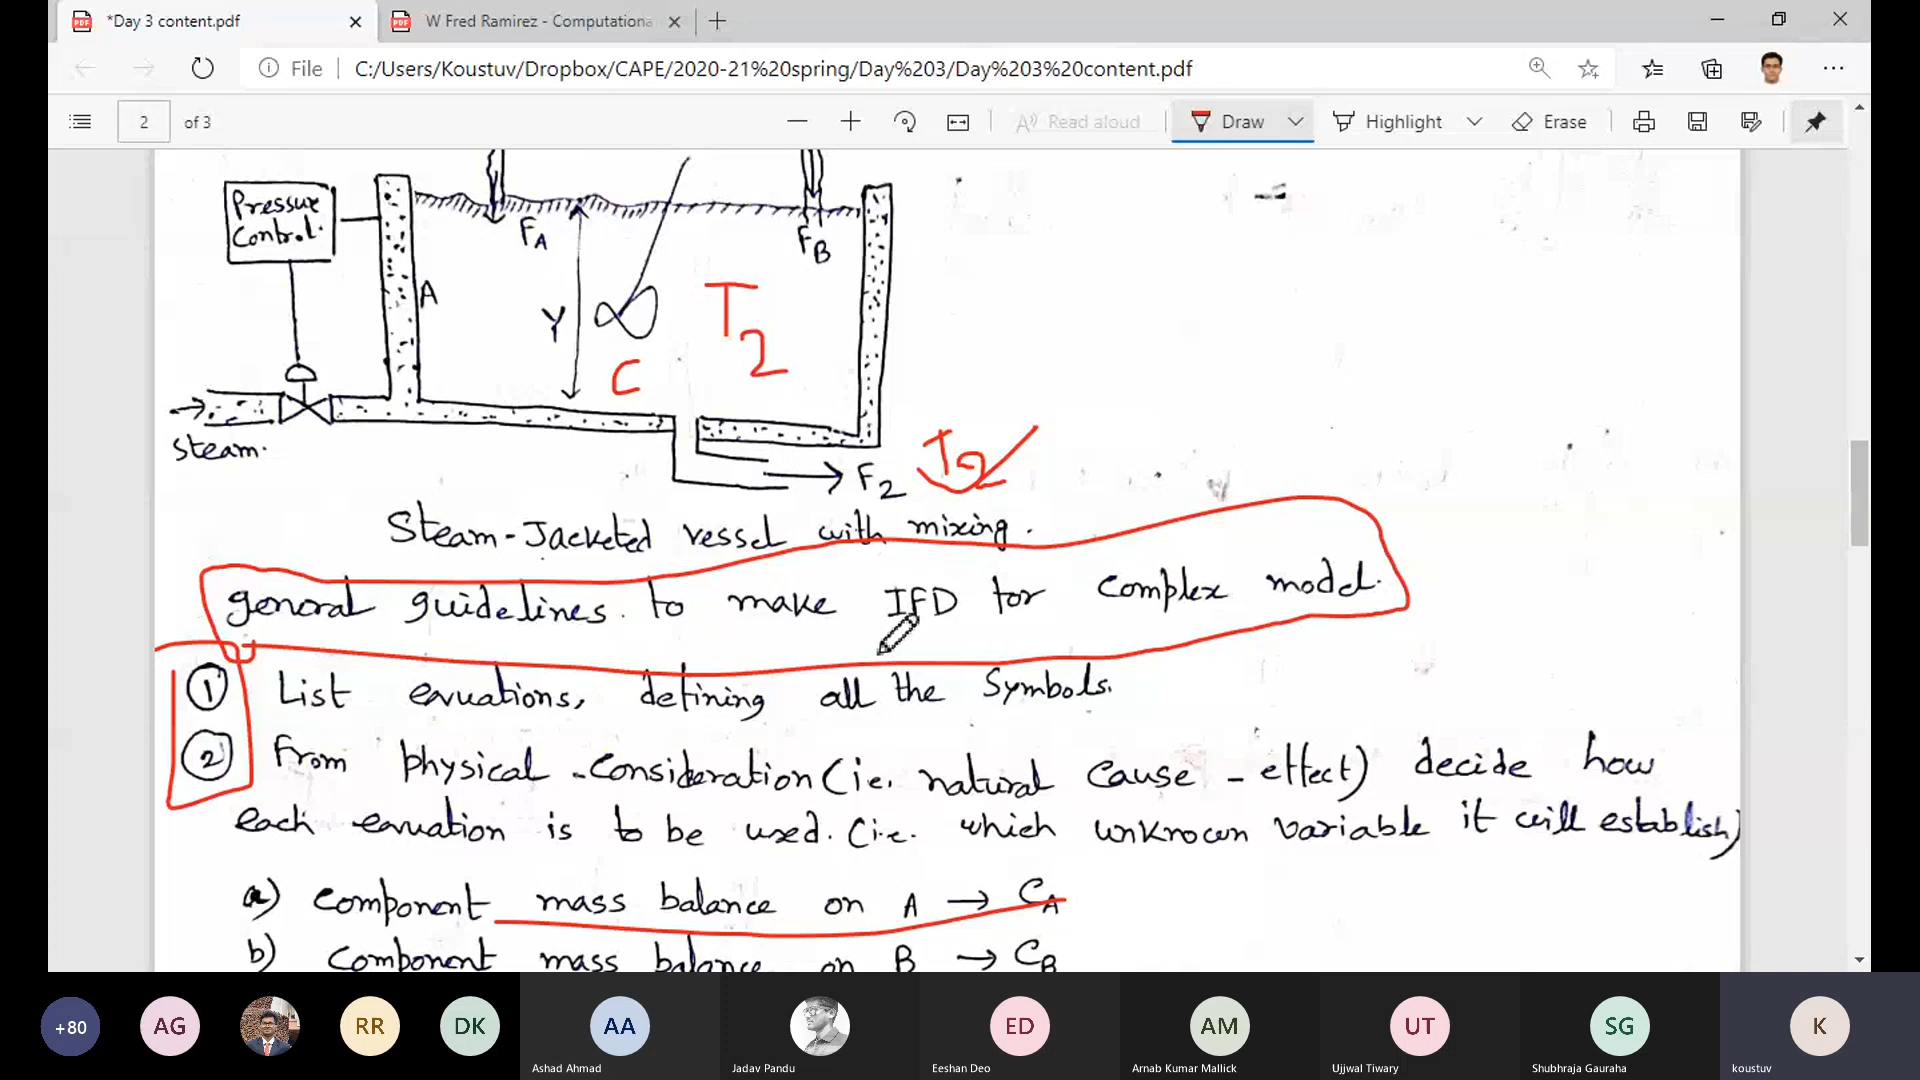 *Day 3 content.pdf
W Fred Ramirez - Computationa
File C:/Users/Koustuv/Dropbox/CAPE/2020-21%20spring/Day%203/Day%203%20content.pdf
2 of 3
Read aloud Draw Highlight Erase
Pressure
Control.
FA
FB
A
Y
T2
C
steam.
F2 T2
Steam-Jacketed vessel with mixing.
general guidelines. to make IFD for complex model.
1 List equations, defining all the Symbols.
2 From physical -Consideration (ie. natural cause - effect) decide how
each equation is to be used. (i.e. which unknown variable it will establish)
a) Component mass balance on A → CA
b) Component mass balance on B → CB
+80 AG RR DK AA ED AM UT SG K
Ashad Ahmad Jadav Pandu Eeshan Deo Arnab Kumar Mallick Ujjwal Tiwary Shubhraja Gauraha koustuv